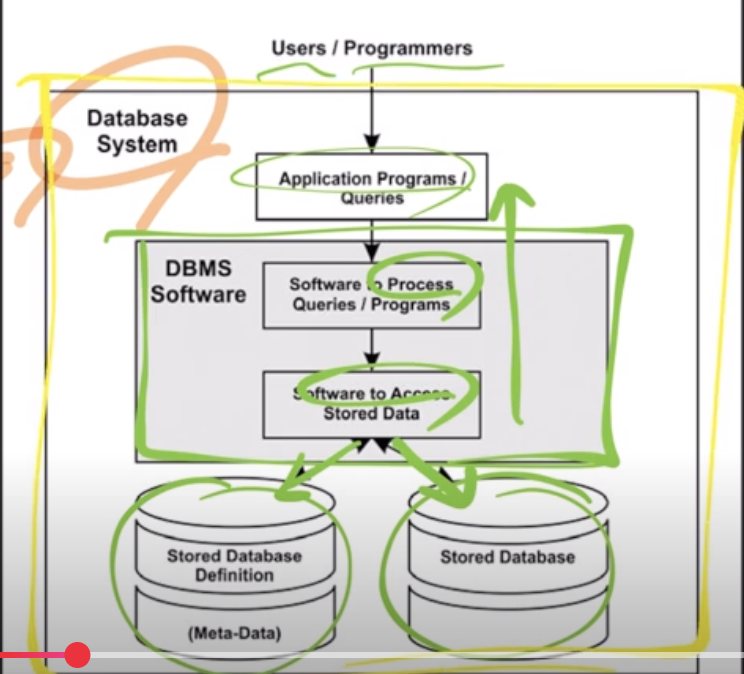 Users / Programmers
Database
System
Application Programs /
Queries
DBMS
Software
Software to Process
Queries / Programs
Software to Access
Stored Data
Stored Database
Definition
(Meta-Data)
Stored Database